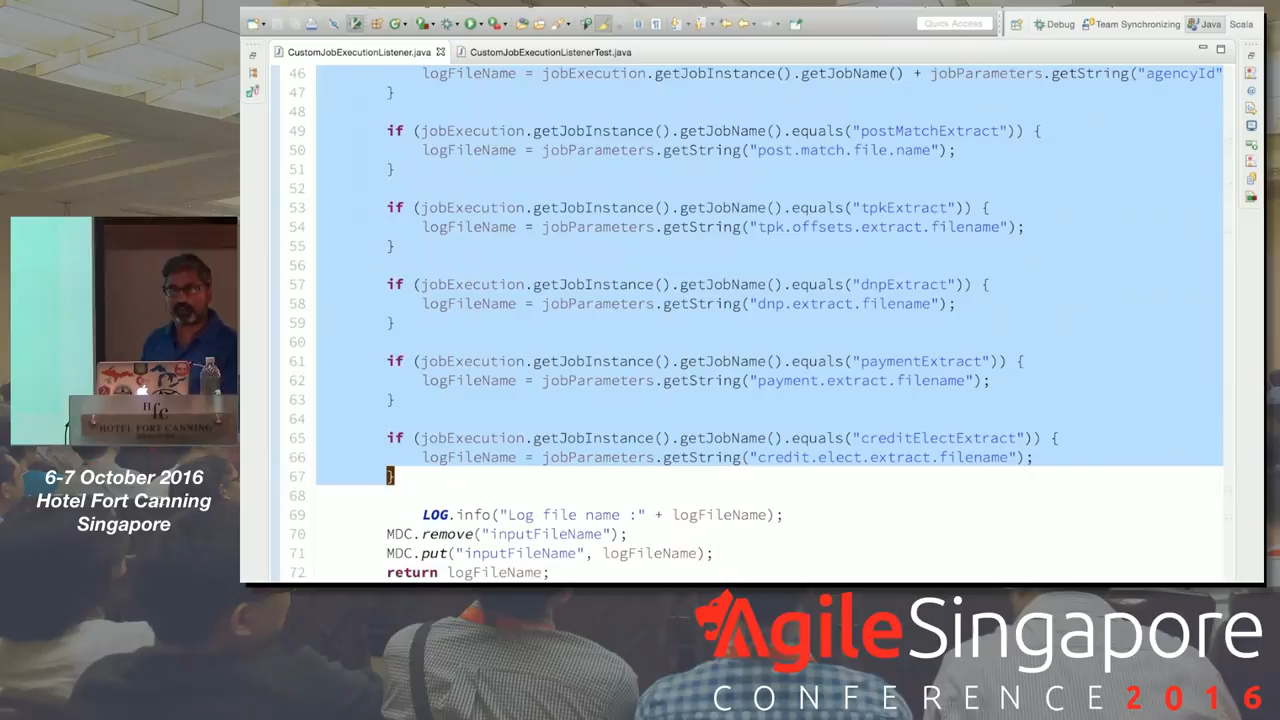 Quick Access
Debug
Team Synchronizing
Java
Scala
CustomJobExecutionListener.java
CustomJobExecutionListenerTest.java
46 logFileName = jobExecution.getJobInstance().getJobName() + jobParameters.getString("agencyId"
47 }
48
49 if (jobExecution.getJobInstance().getJobName().equals("postMatchExtract")) {
50 logFileName = jobParameters.getString("post.match.file.name");
51 }
52
53 if (jobExecution.getJobInstance().getJobName().equals("tpkExtract")) {
54 logFileName = jobParameters.getString("tpk.offsets.extract.filename");
55 }
56
57 if (jobExecution.getJobInstance().getJobName().equals("dnpExtract")) {
58 logFileName = jobParameters.getString("dnp.extract.filename");
59 }
60
61 if (jobExecution.getJobInstance().getJobName().equals("paymentExtract")) {
62 logFileName = jobParameters.getString("payment.extract.filename");
63 }
64
65 if (jobExecution.getJobInstance().getJobName().equals("creditElectExtract")) {
66 logFileName = jobParameters.getString("credit.elect.extract.filename");
67 }
68
69 LOG.info("Log file name :" + logFileName);
70 MDC.remove("inputFileName");
71 MDC.put("inputFileName", logFileName);
72 return logFileName;
hfc
HOTEL FORT CANNING
SINGAPORE
6-7 October 2016
Hotel Fort Canning
Singapore
AgileSingapore
CONFERENCE 2016